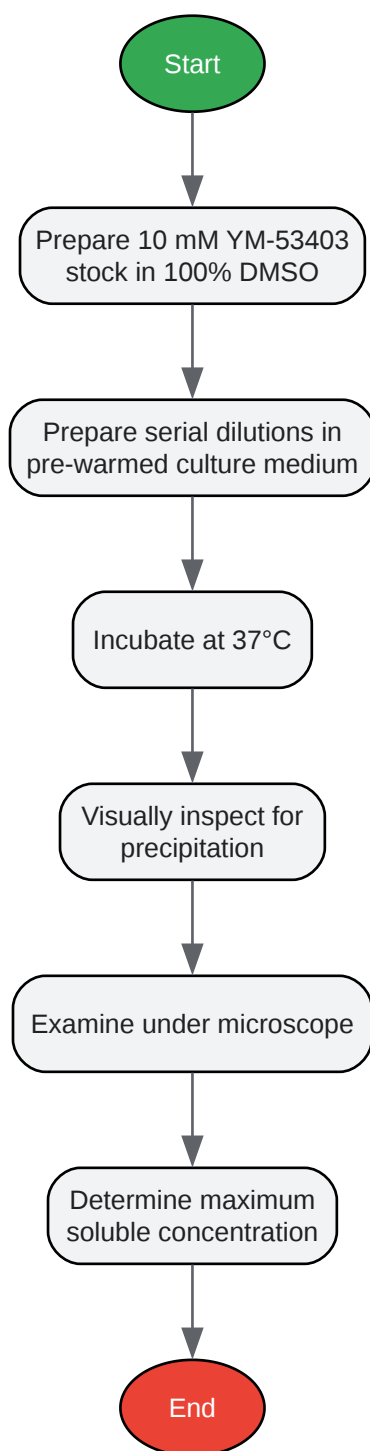 Start
Prepare 10 mM YM-53403
stock in 100% DMSO
Prepare serial dilutions in
pre-warmed culture medium
Incubate at 37°C
Visually inspect for
precipitation
Examine under microscope
Determine maximum
soluble concentration
End